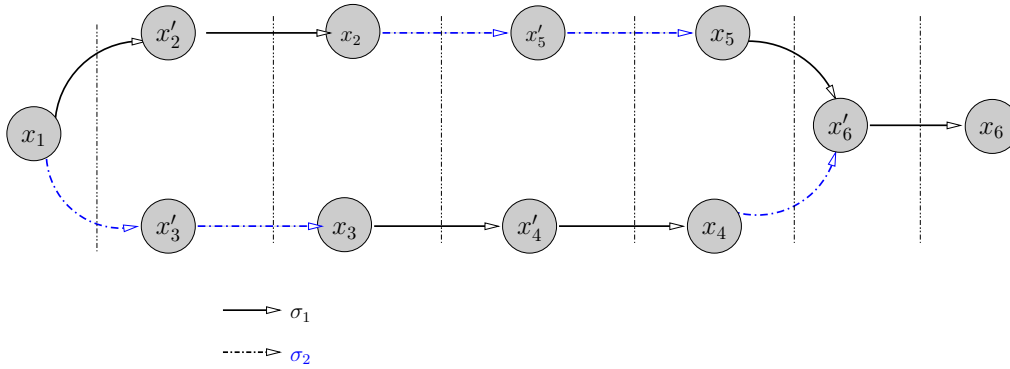 x′₂ x₂ x′₅ x₅
x₁ x′₆ x₆
x′₃ x₃ x′₄ x₄
σ₁
σ₂